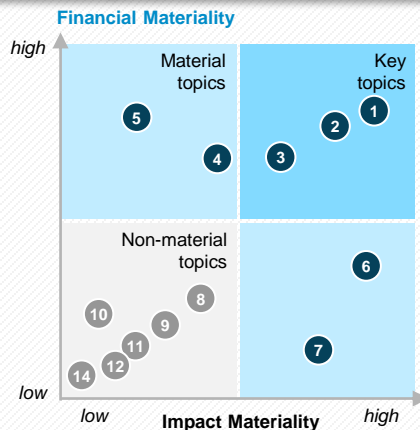 Financial Materiality
high
Material
topics
Key
topics
5
4
3
2
1
Non-material
topics
10
11
9
8
14
12
6
7
low
low
Impact Materiality
high